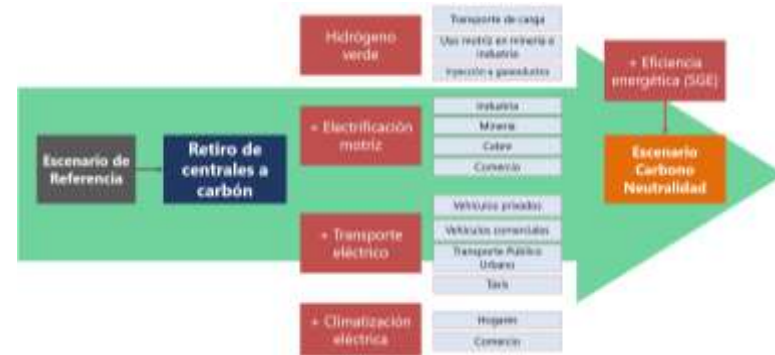 Escenario de
Referencia
Retiro de
centrales a
carbón
Hidrógeno
verde
Transporte de carga
Uso motriz en minería e
industria
Inyección a gasoductos
+ Electrificación
motriz
Industria
Minería
Cobre
Comercio
+ Transporte
eléctrico
Vehículos privados
Vehículos comerciales
Transporte Público
Urbano
Taxis
+ Climatización
eléctrica
Hogares
Comercio
+ Eficiencia
energética (SGE)
Escenario
Carbono
Neutralidad